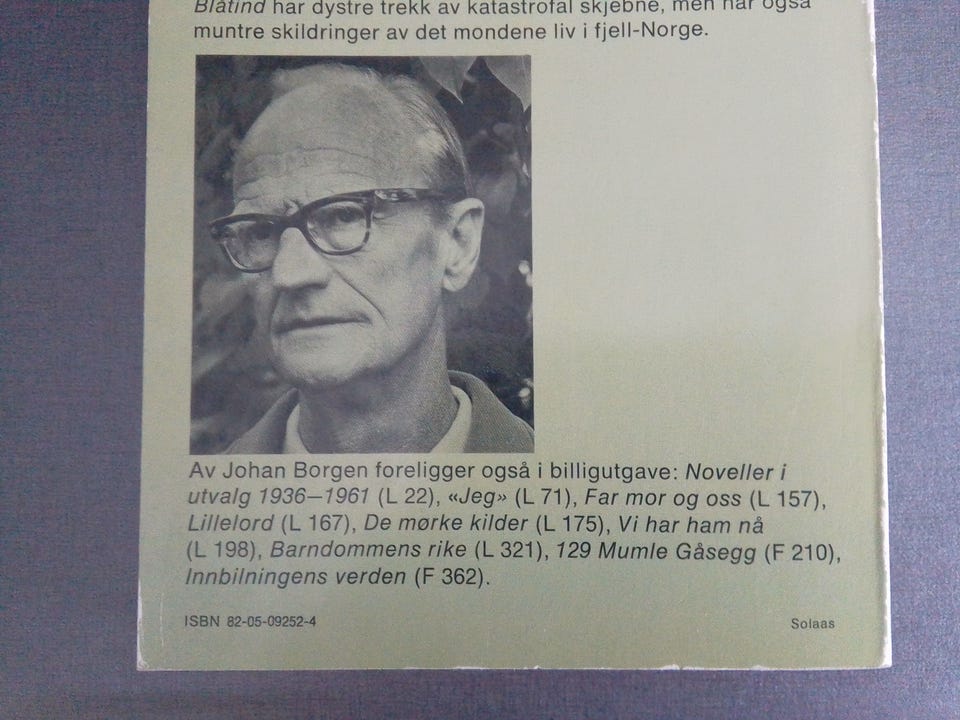 Blåtind har dystre trekk av katastrofal skjebne, men har også
muntre skildringer av det mondene liv i fjell-Norge.
Av Johan Borgen foreligger også i billigutgave: Noveller i
utvalg 1936–1961 (L 22), «Jeg» (L 71), Far mor og oss (L 157),
Lillelord (L 167), De mørke kilder (L 175), Vi har ham nå
(L 198), Barndommens rike (L 321), 129 Mumle Gåsegg (F 210),
Innbilningens verden (F 362).
ISBN 82-05-09252-4
Solaas